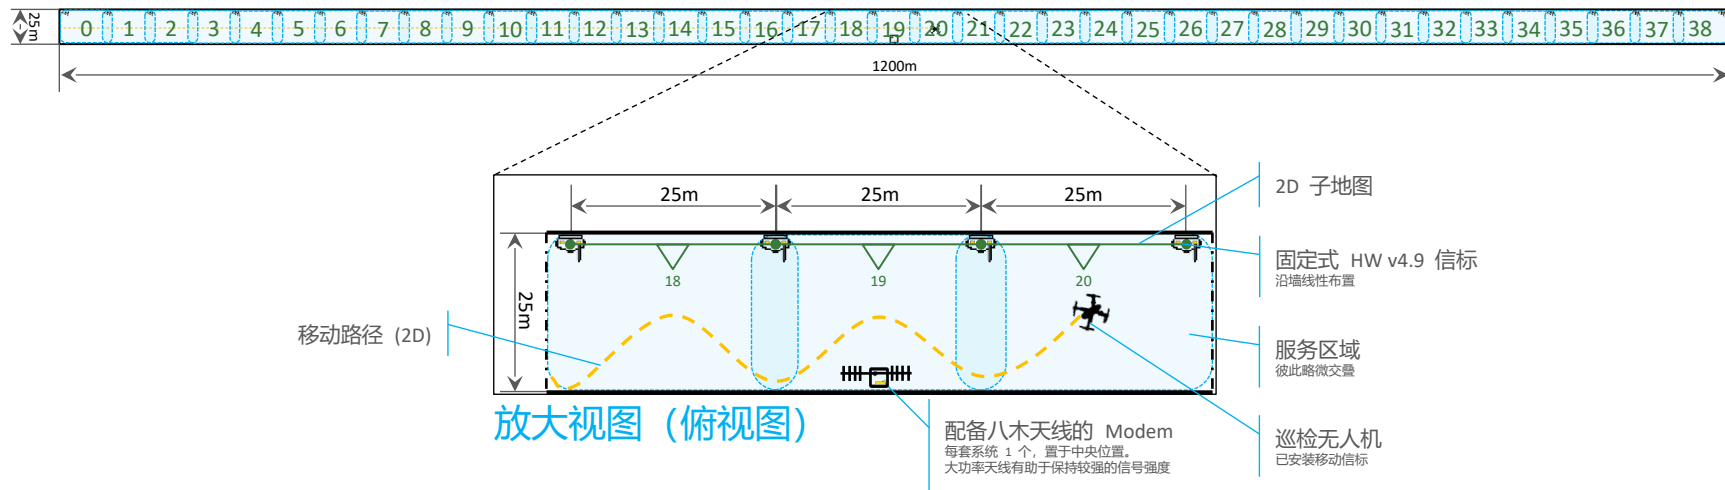 25m
0 1 2 3 4 5 6 7 8 9 10 11 12 13 14 15 16 17 18 19 20 21 22 23 24 25 26 27 28 29 30 31 32 33 34 35 36 37 38
1200m
25m 25m 25m
2D 子地图
固定式 HW v4.9 信标
沿墙线性布置
18 19 20
25m
移动路径 (2D)
服务区域
彼此略微交叠
放大视图 (俯视图)
配备八木天线的 Modem
每套系统 1 个, 置于中央位置。
大功率天线有助于保持较强的信号强度
巡检无人机
已安装移动信标